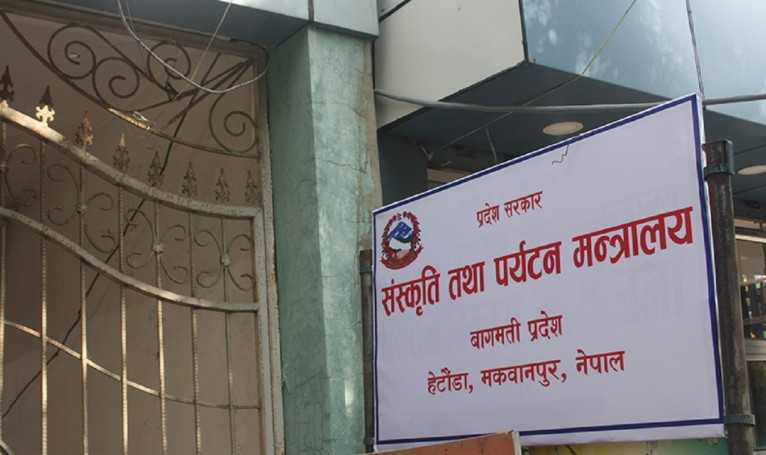 प्रदेश सरकार
संस्कृति तथा पर्यटन मन्त्रालय
बागमती प्रदेश
हेटौंडा, मकवानपुर, नेपाल